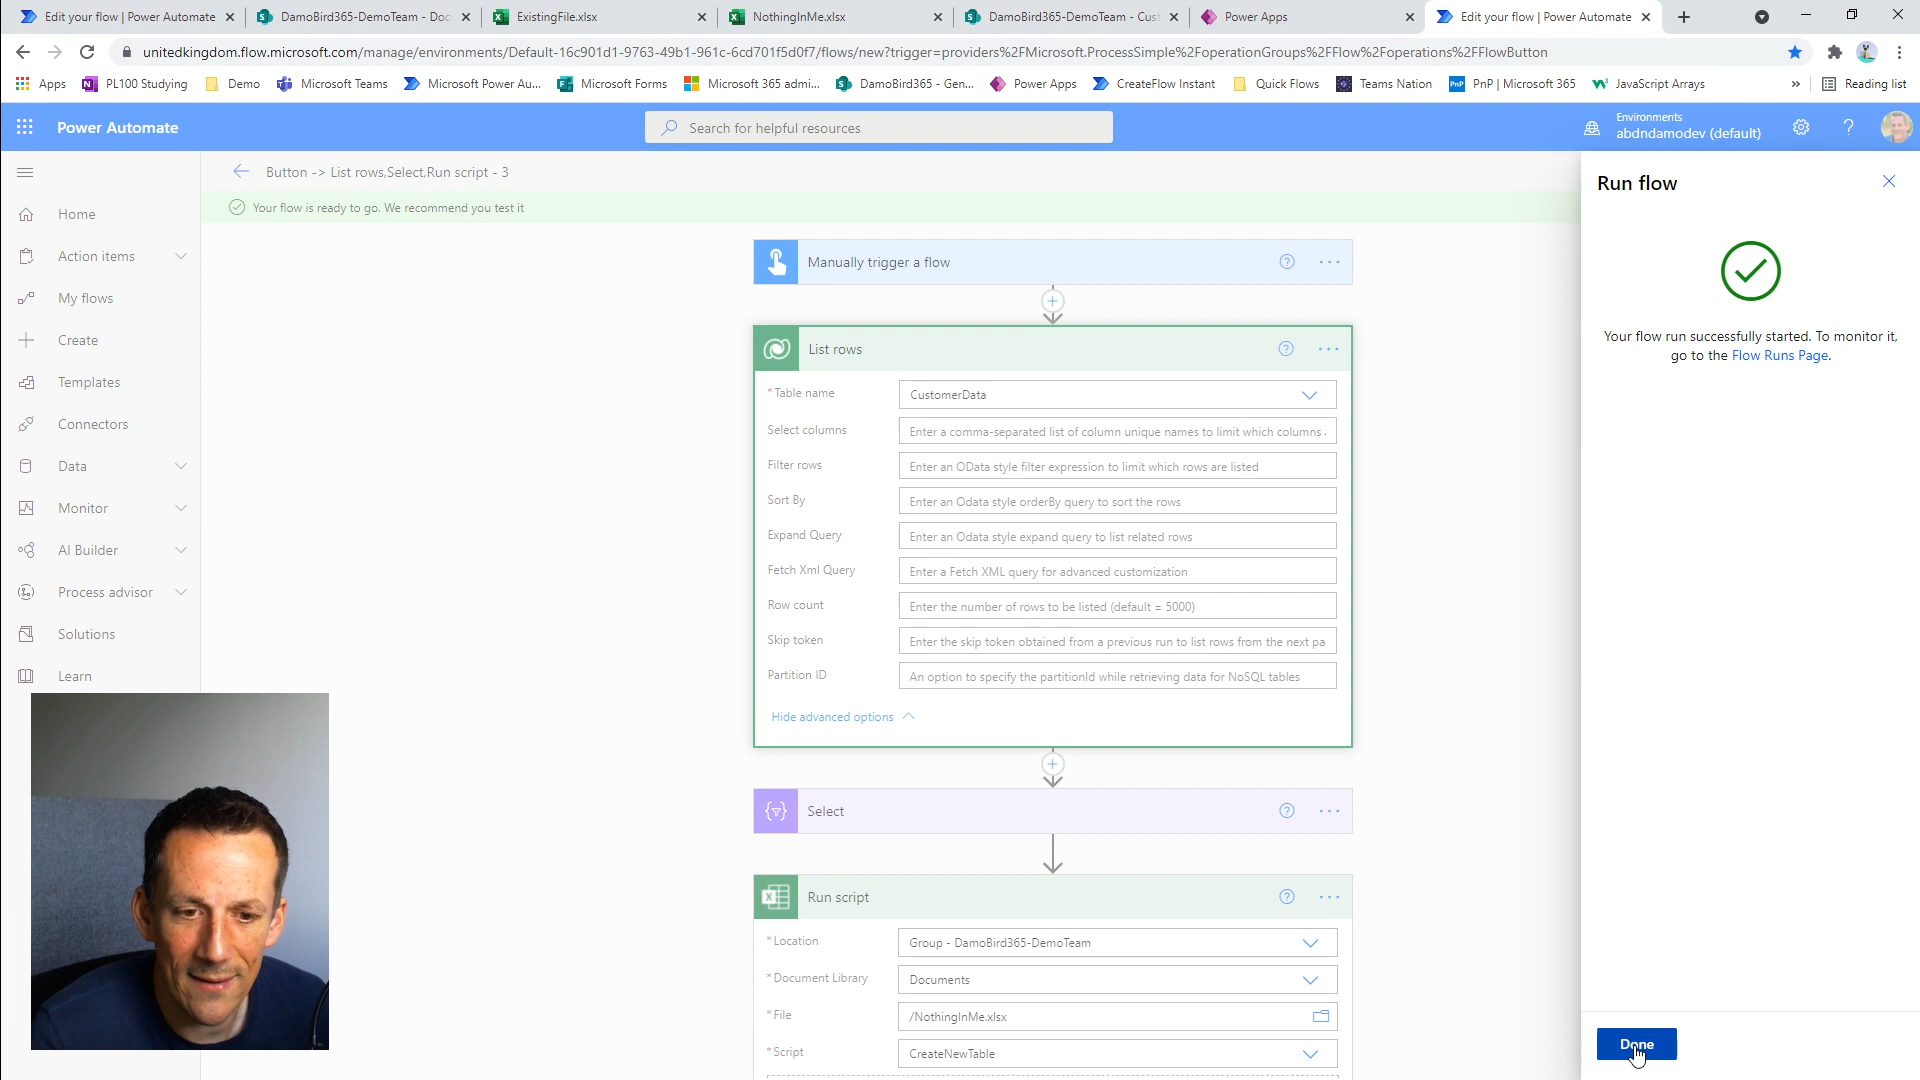 Edit your flow | Power Automate
DamoBird365-DemoTeam - Doc
ExistingFile.xlsx
NothingInMe.xlsx
DamoBird365-DemoTeam - Cust
Power Apps
Edit your flow | Power Automate
unitedkingdom.flow.microsoft.com/manage/environments/Default-16c901d1-9763-49b1-961c-6cd701f5d0f7/flows/new?trigger=providers%2FMicrosoft.ProcessSimple%2FoperationGroups%2FFlow%2Foperations%2FFlowButton
Apps
PL100 Studying
Demo
Microsoft Teams
Microsoft Power Au...
Microsoft Forms
Microsoft 365 admi...
DamoBird365 - Gen...
Power Apps
CreateFlow Instant
Quick Flows
Teams Nation
PnP | Microsoft 365
JavaScript Arrays
»
Reading list
Power Automate
Search for helpful resources
Environments
abdndamodev (default)
Button -> List rows,Select,Run script - 3
Your flow is ready to go. We recommend you test it
Home
Action items
My flows
Create
Templates
Connectors
Data
Monitor
AI Builder
Process advisor
Solutions
Learn
Manually trigger a flow
List rows
* Table name
CustomerData
Select columns
Enter a comma-separated list of column unique names to limit which columns a
Filter rows
Enter an OData style filter expression to limit which rows are listed
Sort By
Enter an Odata style orderBy query to sort the rows
Expand Query
Enter an Odata style expand query to list related rows
Fetch Xml Query
Enter a Fetch XML query for advanced customization
Row count
Enter the number of rows to be listed (default = 5000)
Skip token
Enter the skip token obtained from a previous run to list rows from the next pa
Partition ID
An option to specify the partitionId while retrieving data for NoSQL tables
Hide advanced options
Select
Run script
* Location
Group - DamoBird365-DemoTeam
* Document Library
Documents
* File
/NothingInMe.xlsx
* Script
CreateNewTable
Run flow
Your flow run successfully started. To monitor it,
go to the Flow Runs Page.
Done